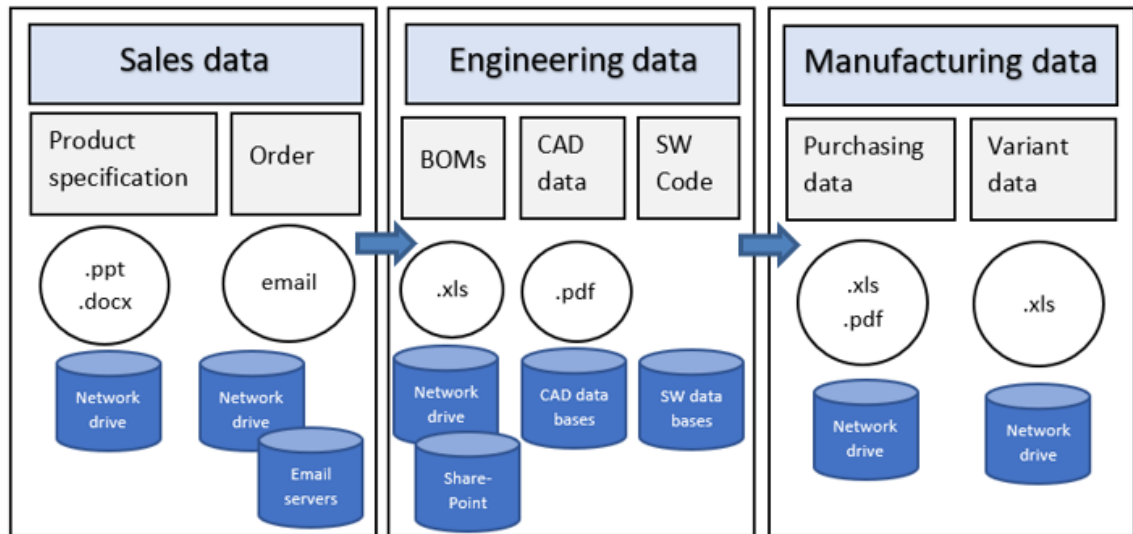 Sales data
Product
specification
Order
.ppt
.docx
email
Network
drive
Network
drive
Email
servers
Engineering data
BOMs
CAD
data
SW
Code
.xls
.pdf
Network
drive
Share-
Point
CAD data
bases
SW data
bases
Manufacturing data
Purchasing
data
Variant
data
.xls
.pdf
.xls
Network
drive
Network
drive